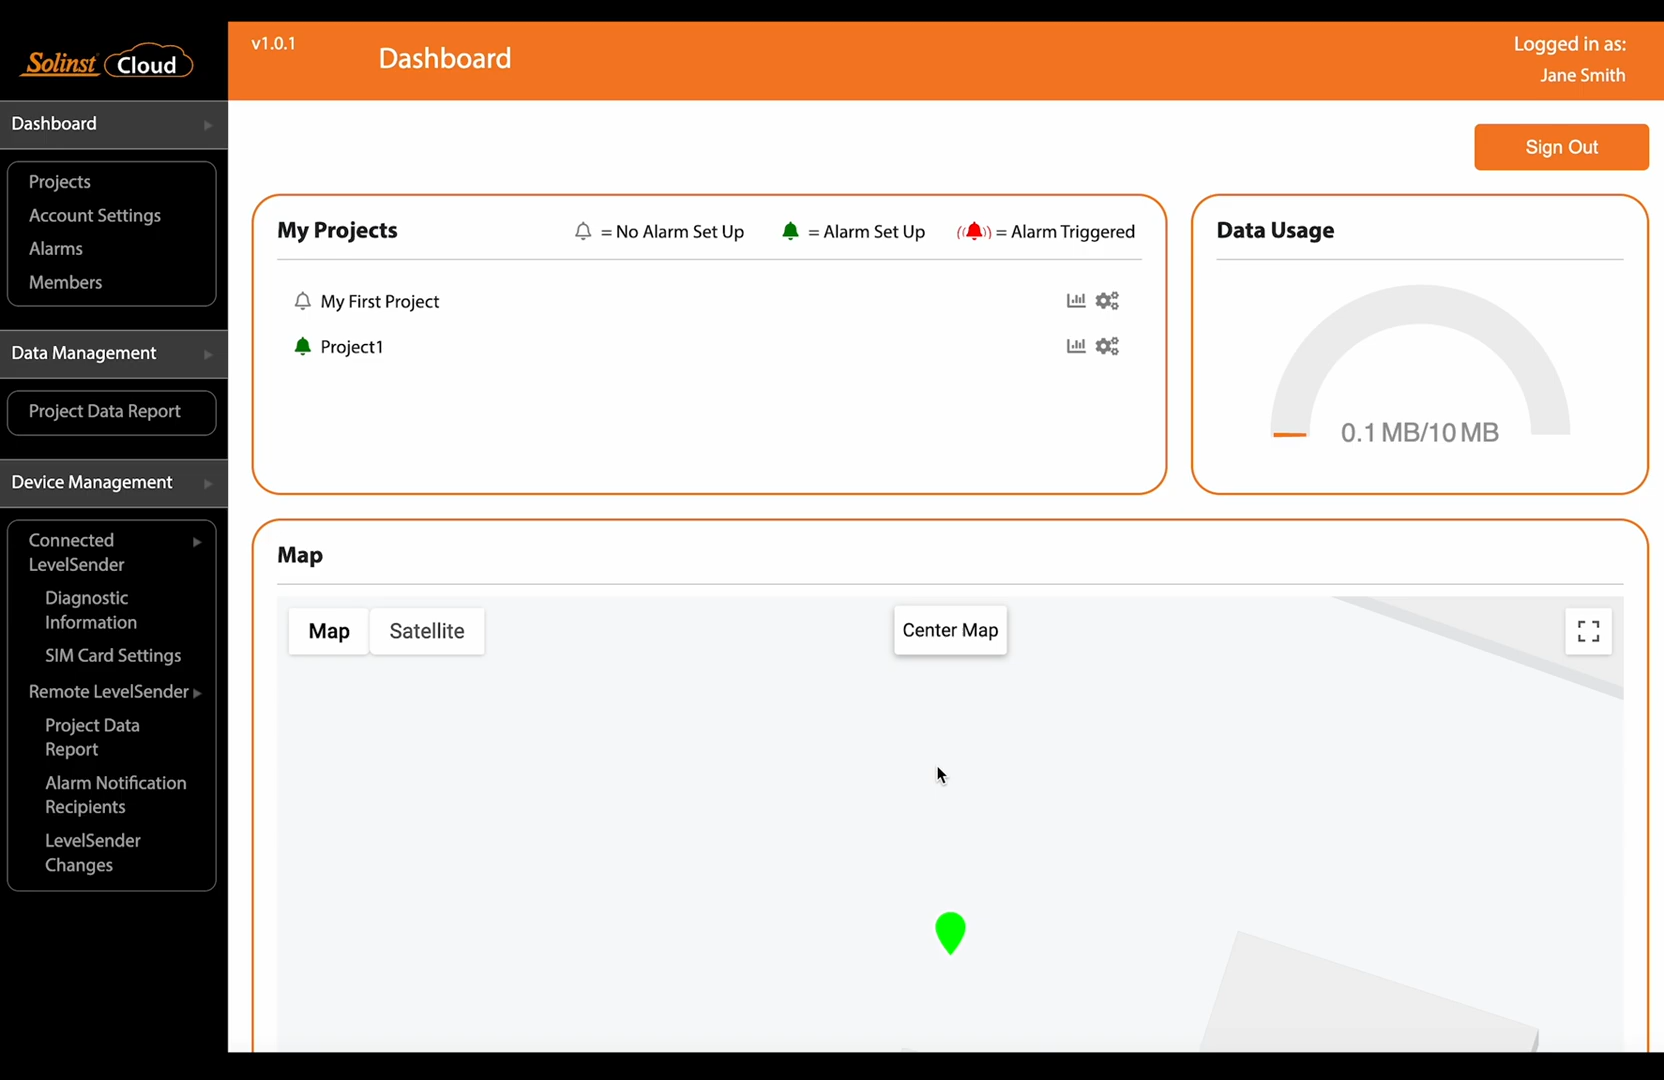 Solinst Cloud
v1.0.1
Dashboard
Logged in as:
Jane Smith
Sign Out
Dashboard
Projects
Account Settings
Alarms
Members
Data Management
Project Data Report
Device Management
Connected
LevelSender
Diagnostic
Information
SIM Card Settings
Remote LevelSender
Project Data
Report
Alarm Notification
Recipients
LevelSender
Changes
My Projects
= No Alarm Set Up
= Alarm Set Up
= Alarm Triggered
My First Project
Project1
Data Usage
0.1 MB/10 MB
Map
Map
Satellite
Center Map